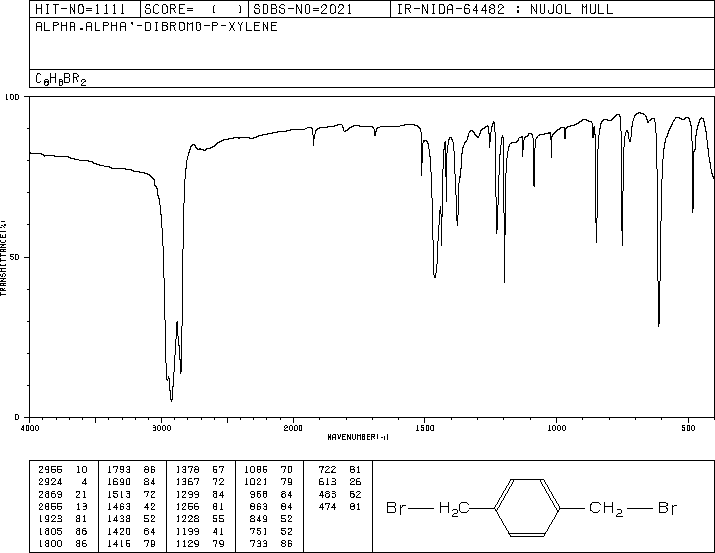 HIT-NO=1111 SCORE= ( ) SDBS-NO=2021 IR-NIDA-64482 : NUJOL MULL
ALPHA,ALPHA'-DIBROMO-P-XYLENE
C8H8BR2
100
50
0
TRANSMITTANCE(%)
4000 3000 2000 1500 1000 500
WAVENUMBER(-1)
2955 10 1793 86 1378 57 1086 70 722 81
2924 4 1690 84 1367 72 1021 79 613 26
2869 21 1513 72 1299 84 968 84 483 62
2855 13 1463 42 1256 81 863 84 474 81
1923 81 1438 52 1228 55 849 52
1805 86 1420 64 1199 41 751 52
1800 86 1415 79 1129 79 733 86
Br H2C CH2 Br